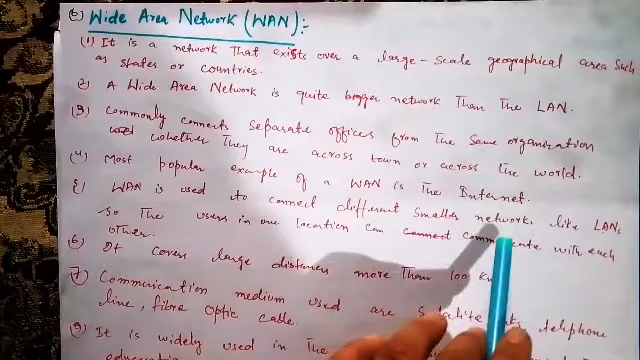 (c) Wide Area Network (WAN):-
(1) It is a network that exists over a large-scale geographical area such
as states or countries.
2) A Wide Area Network is quite bigger network than the LAN.
(3) Commonly connects separate offices from the same organization
whether they are across town or across the world.
(4) Most popular example of a WAN is the Internet.
WAN is used to connect different smaller networks like LANs
so the users in one location can connect with each
other.
(6) It covers large distances more than 100
(7) Communication medium used are telephone
line, fibre optic cable.
It is widely used in the